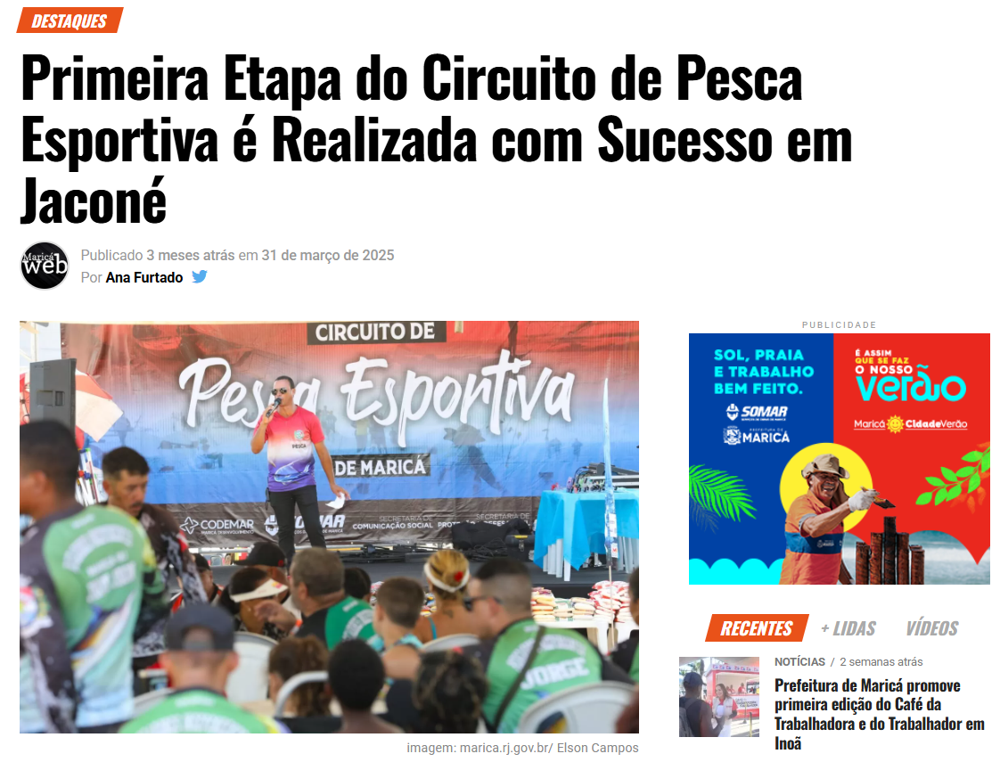 DESTAQUES
Primeira Etapa do Circuito de Pesca
Esportiva é Realizada com Sucesso em
Jaconé
Maricá
web
Publicado 3 meses atrás em 31 de março de 2025
Por Ana Furtado
CIRCUITO DE
Pesca Esportiva
DE MARICÁ
PESCA
CODEMAR
MARICÁ DESENVOLVIMENTO
SOMAR
SECRETARIA DE
COMUNICAÇÃO SOCIAL
SECRETARIA DE
JORGE
imagem: marica.rj.gov.br/ Elson Campos
PUBLICIDADE
SOL, PRAIA
E TRABALHO
BEM FEITO.
SOMAR
PREFEITURA DE
MARICÁ
É ASSIM
QUE SE FAZ
O NOSSO
verão
Maricá CidadeVerão
RECENTES + LIDAS VÍDEOS
NOTÍCIAS / 2 semanas atrás
Prefeitura de Maricá promove
primeira edição do Café da
Trabalhadora e do Trabalhador em
Inoã